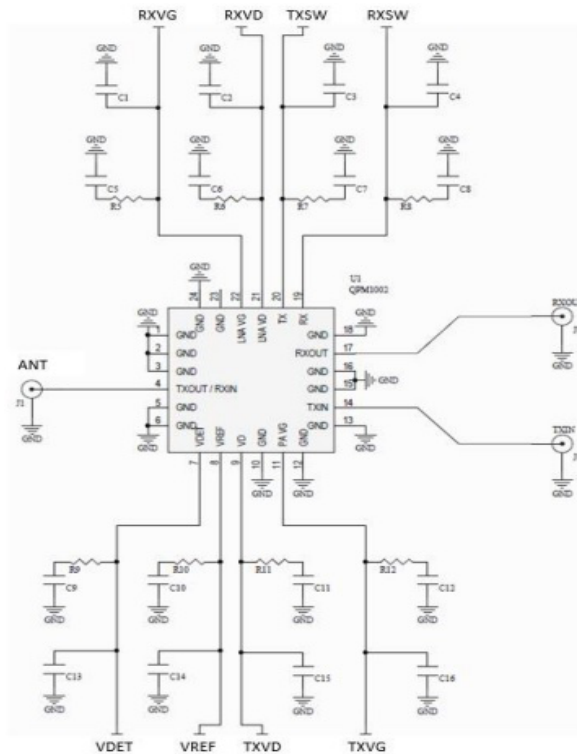 RXVG RXVD TXSW RXSW
GND GND GND GND
C1 C2 C3 C4
GND GND GND GND
C5 C6 C7 C8
R5 R6 R7 R8
GND GND
U1
QPM1002
24 23 22 21 20 19
GND GND LNA VG LNA VD TX RX
GND
1 GND
2 GND
3 GND
ANT
4 TXOUT / RXIN
J1
GND
5 GND
6 GND
GND
GND 18 GND
RXOUT 17
RXOU
J
GND
GND 16
GND
GND 15
TXIN 14
TXIN
J
GND
GND 13
GND
VDET VREF VD GND PA VG GND
7 8 9 10 11 12
GND GND
R9 R10 R11 R12
C9 C10 C11 C12
GND GND GND GND
C13 C14 C15 C16
GND GND GND GND
VDET VREF TXVD TXVG